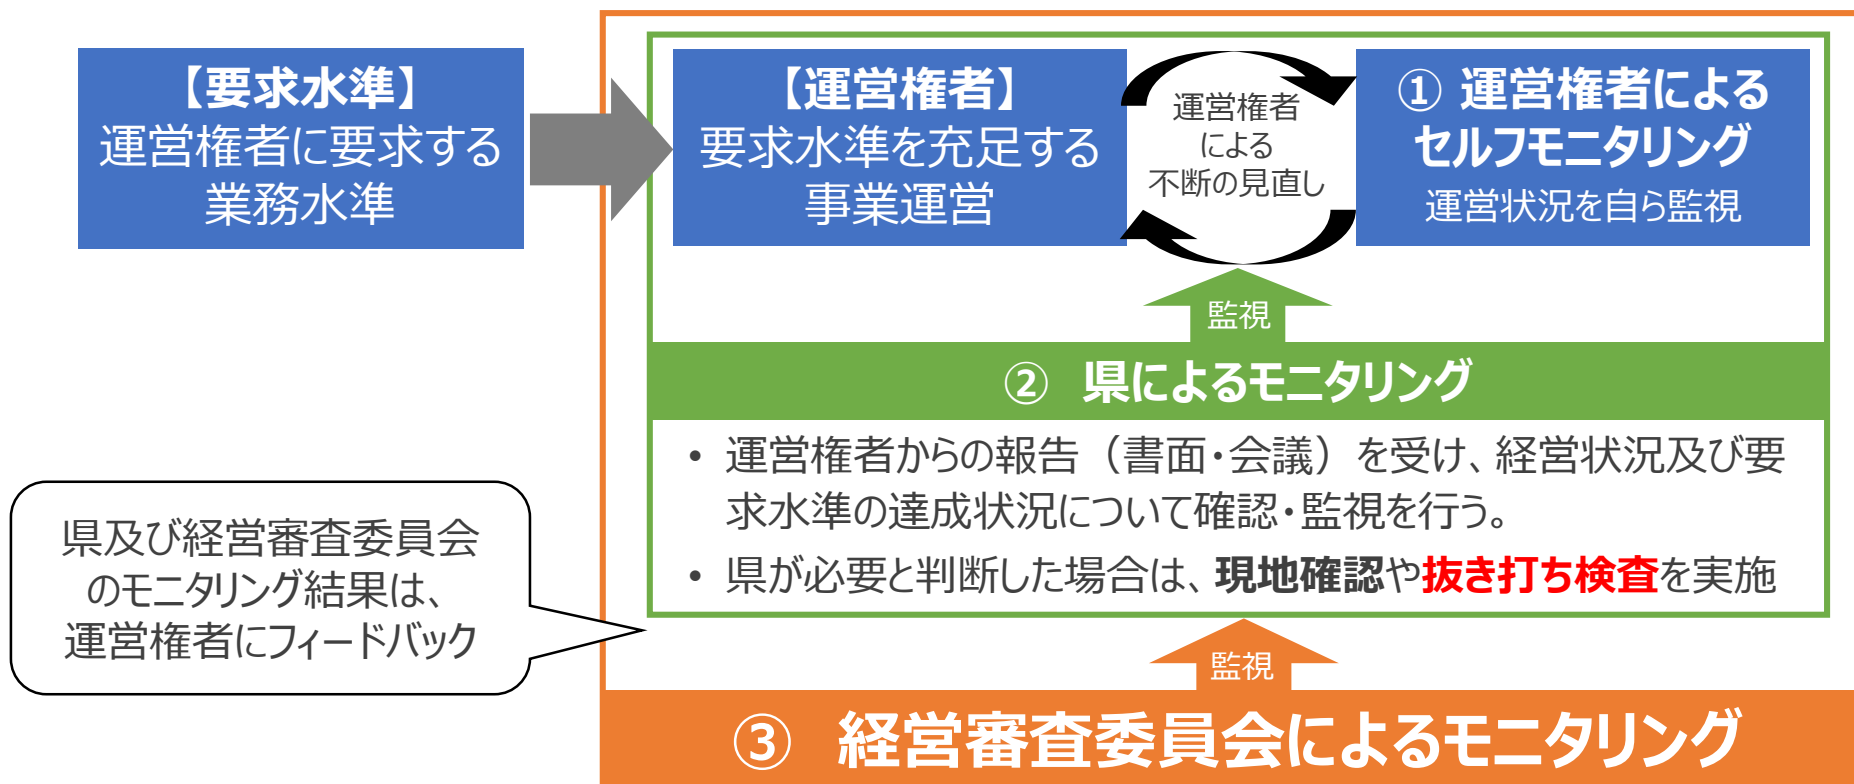 【要求水準】
運営権者に要求する
業務水準
【運営権者】
要求水準を充足する
事業運営
運営権者
による
不断の見直し
① 運営権者による
セルフモニタリング
運営状況を自ら監視
監視
② 県によるモニタリング
• 運営権者からの報告（書面・会議）を受け、経営状況及び要
求水準の達成状況について確認・監視を行う。
• 県が必要と判断した場合は、現地確認や抜き打ち検査を実施
県及び経営審査委員会
のモニタリング結果は、
運営権者にフィードバック
監視
③ 経営審査委員会によるモニタリング